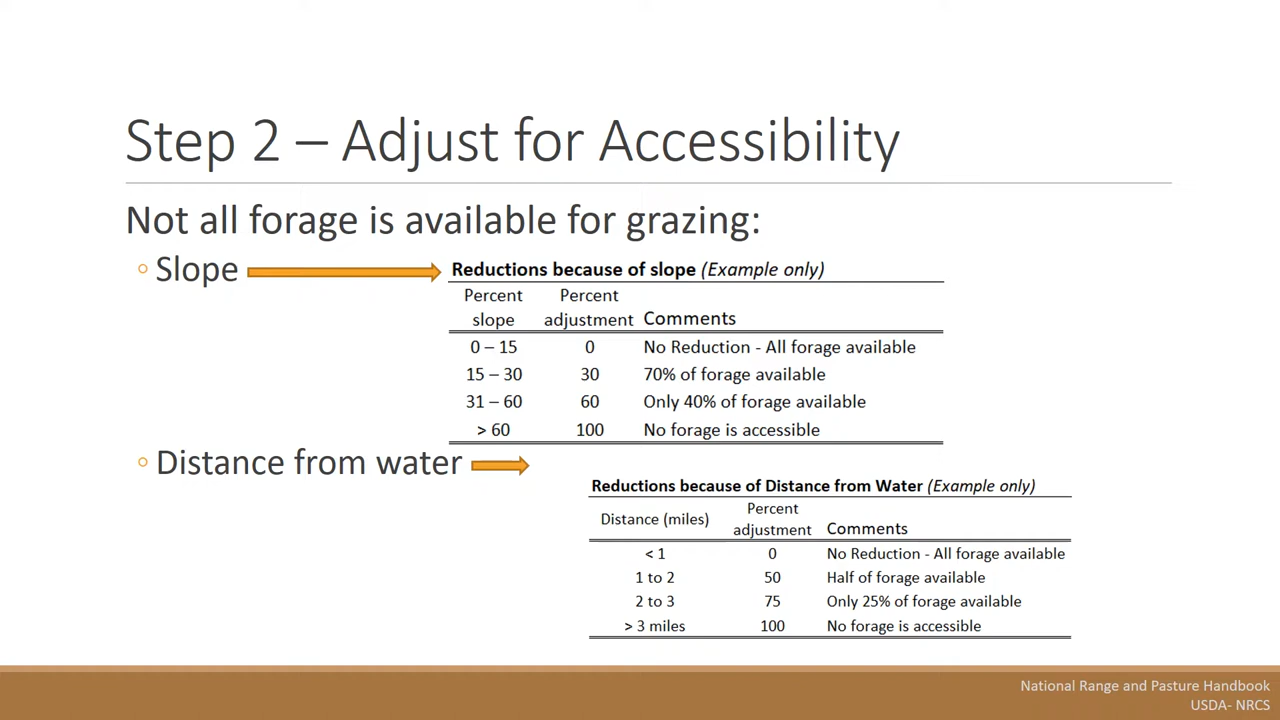 Step 2 – Adjust for Accessibility
Not all forage is available for grazing:
◦ Slope
Reductions because of slope (Example only)
Percent slope Percent adjustment Comments
0 – 15 0 No Reduction - All forage available
15 – 30 30 70% of forage available
31 – 60 60 Only 40% of forage available
> 60 100 No forage is accessible
◦ Distance from water
Reductions because of Distance from Water (Example only)
Distance (miles) Percent adjustment Comments
< 1 0 No Reduction - All forage available
1 to 2 50 Half of forage available
2 to 3 75 Only 25% of forage available
> 3 miles 100 No forage is accessible
National Range and Pasture Handbook
USDA- NRCS